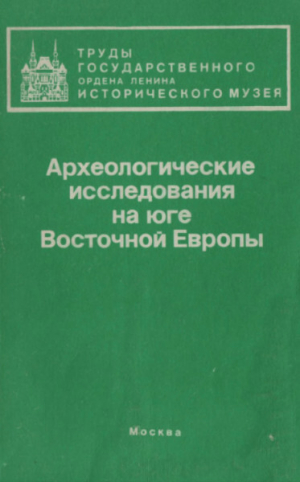 ТРУДЫ
ГОСУДАРСТВЕННОГО
ОРДЕНА ЛЕНИНА
ИСТОРИЧЕСКОГО МУЗЕЯ
Археологические
исследования
на юге
Восточной Европы
Москва